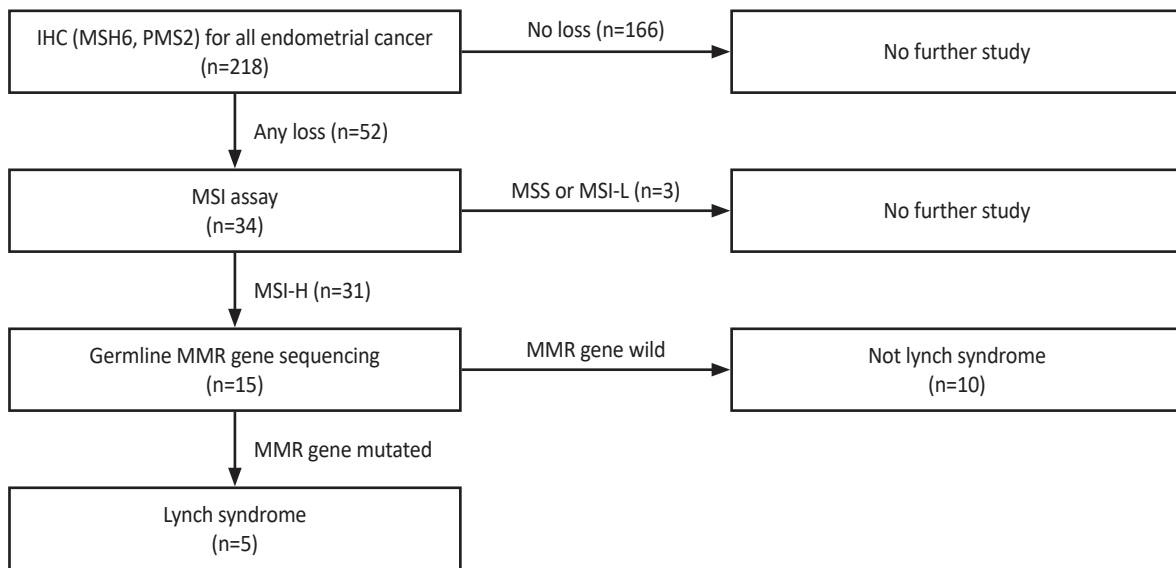 IHC (MSH6, PMS2) for all endometrial cancer
(n=218)
No loss (n=166)
No further study
Any loss (n=52)
MSI assay
(n=34)
MSS or MSI-L (n=3)
No further study
MSI-H (n=31)
Germline MMR gene sequencing
(n=15)
MMR gene wild
Not lynch syndrome
(n=10)
MMR gene mutated
Lynch syndrome
(n=5)